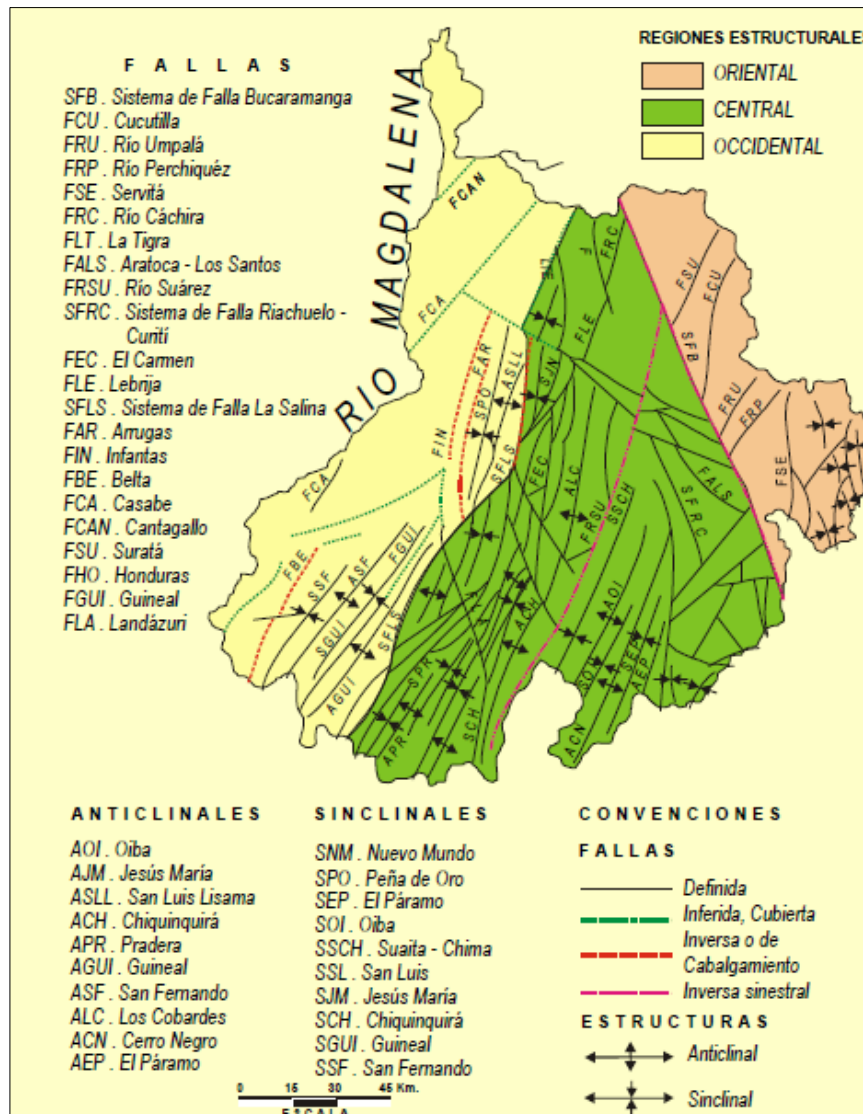 REGIONES ESTRUCTURALES
ORIENTAL
CENTRAL
OCCIDENTAL
FALLAS
SFB . Sistema de Falla Bucaramanga
FCU . Cucutilla
FRU . Río Umpalá
FRP . Río Perchiquéz
FSE . Servitá
FRC . Río Cáchira
FLT . La Tigra
FALS . Aratoca - Los Santos
FRSU . Río Suárez
SFRC . Sistema de Falla Riachuelo -
Curití
FEC . El Carmen
FLE . Lebrija
SFLS . Sistema de Falla La Salina
FAR . Arrugas
FIN . Infantas
FBE . Belta
FCA . Casabe
FCAN . Cantagallo
FSU . Suratá
FHO . Honduras
FGUI . Guineal
FLA . Landázuri
RIO MAGDALENA
FCAN
FCA
FRC
F
FLE
FSU
FCU
SFB
FRU
FRP
FSE
FAR
SPO
ASLL
SJN
FIN
SFLS
FEC
ALC
FRSU
SSCH
FALS
SFRC
FCA
FBE
SSF
ASF
FGUI
SGUI
SFLS
AGUI
SPR
APR
SCH
ACH
AOI
SOI
SEP
AEP
ACN
ANTICLINALES
AOI . Oiba
AJM . Jesús María
ASLL . San Luis Lisama
ACH . Chiquinquirá
APR . Pradera
AGUI . Guineal
ASF . San Fernando
ALC . Los Cobardes
ACN . Cerro Negro
AEP . El Páramo
SINCLINALES
SNM . Nuevo Mundo
SPO . Peña de Oro
SEP . El Páramo
SOI . Oiba
SSCH . Suaita - Chima
SSL . San Luis
SJM . Jesús María
SCH . Chiquinquirá
SGUI . Guineal
SSF . San Fernando
CONVENCIONES
FALLAS
Definida
Inferida, Cubierta
Inversa o de
Cabalgamiento
Inversa sinestral
ESTRUCTURAS
Anticlinal
Sinclinal
0 15 30 45 Km.
ESCALA